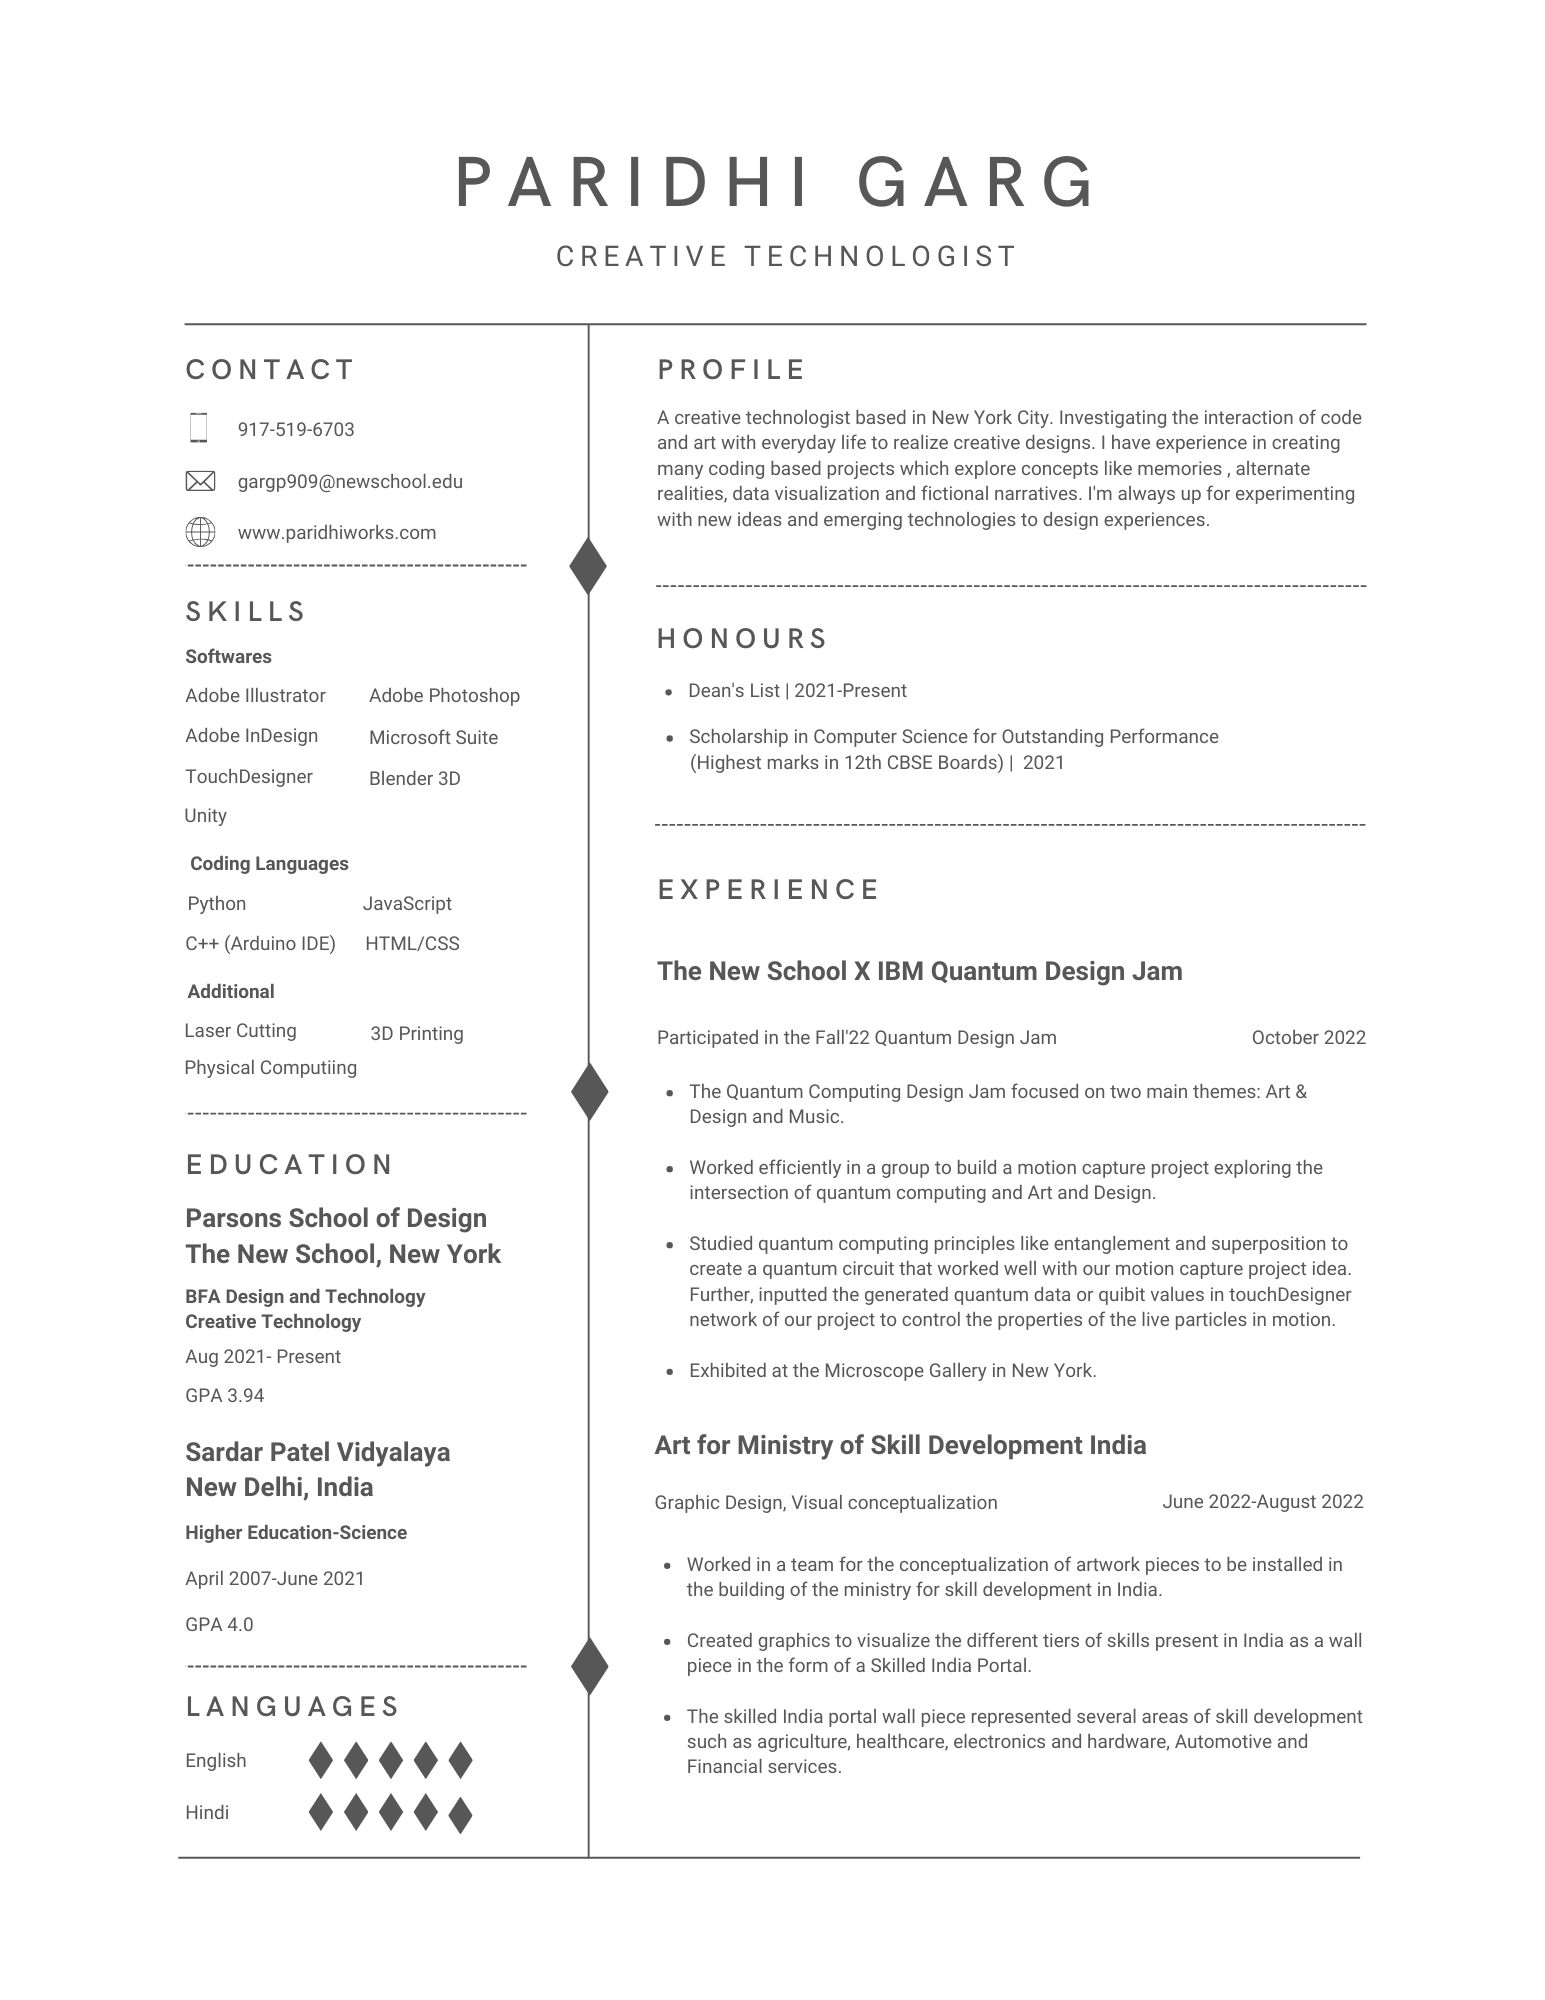 PARIDHI GARG
CREATIVE TECHNOLOGIST
CONTACT
917-519-6703
gargp909@newschool.edu
www.paridhiworks.com
SKILLS
Softwares
Adobe Illustrator Adobe Photoshop
Adobe InDesign Microsoft Suite
TouchDesigner Blender 3D
Unity
Coding Languages
Python JavaScript
C++ (Arduino IDE) HTML/CSS
Additional
Laser Cutting 3D Printing
Physical Computiing
EDUCATION
Parsons School of Design
The New School, New York
BFA Design and Technology
Creative Technology
Aug 2021- Present
GPA 3.94
Sardar Patel Vidyalaya
New Delhi, India
Higher Education-Science
April 2007-June 2021
GPA 4.0
LANGUAGES
English
Hindi
PROFILE
A creative technologist based in New York City. Investigating the interaction of code
and art with everyday life to realize creative designs. I have experience in creating
many coding based projects which explore concepts like memories , alternate
realities, data visualization and fictional narratives. I'm always up for experimenting
with new ideas and emerging technologies to design experiences.
HONOURS
• Dean's List | 2021-Present
• Scholarship in Computer Science for Outstanding Performance
(Highest marks in 12th CBSE Boards) | 2021
EXPERIENCE
The New School X IBM Quantum Design Jam
Participated in the Fall'22 Quantum Design Jam October 2022
• The Quantum Computing Design Jam focused on two main themes: Art &
Design and Music.
• Worked efficiently in a group to build a motion capture project exploring the
intersection of quantum computing and Art and Design.
• Studied quantum computing principles like entanglement and superposition to
create a quantum circuit that worked well with our motion capture project idea.
Further, inputted the generated quantum data or quibit values in touchDesigner
network of our project to control the properties of the live particles in motion.
• Exhibited at the Microscope Gallery in New York.
Art for Ministry of Skill Development India
Graphic Design, Visual conceptualization June 2022-August 2022
• Worked in a team for the conceptualization of artwork pieces to be installed in
the building of the ministry for skill development in India.
• Created graphics to visualize the different tiers of skills present in India as a wall
piece in the form of a Skilled India Portal.
• The skilled India portal wall piece represented several areas of skill development
such as agriculture, healthcare, electronics and hardware, Automotive and
Financial services.